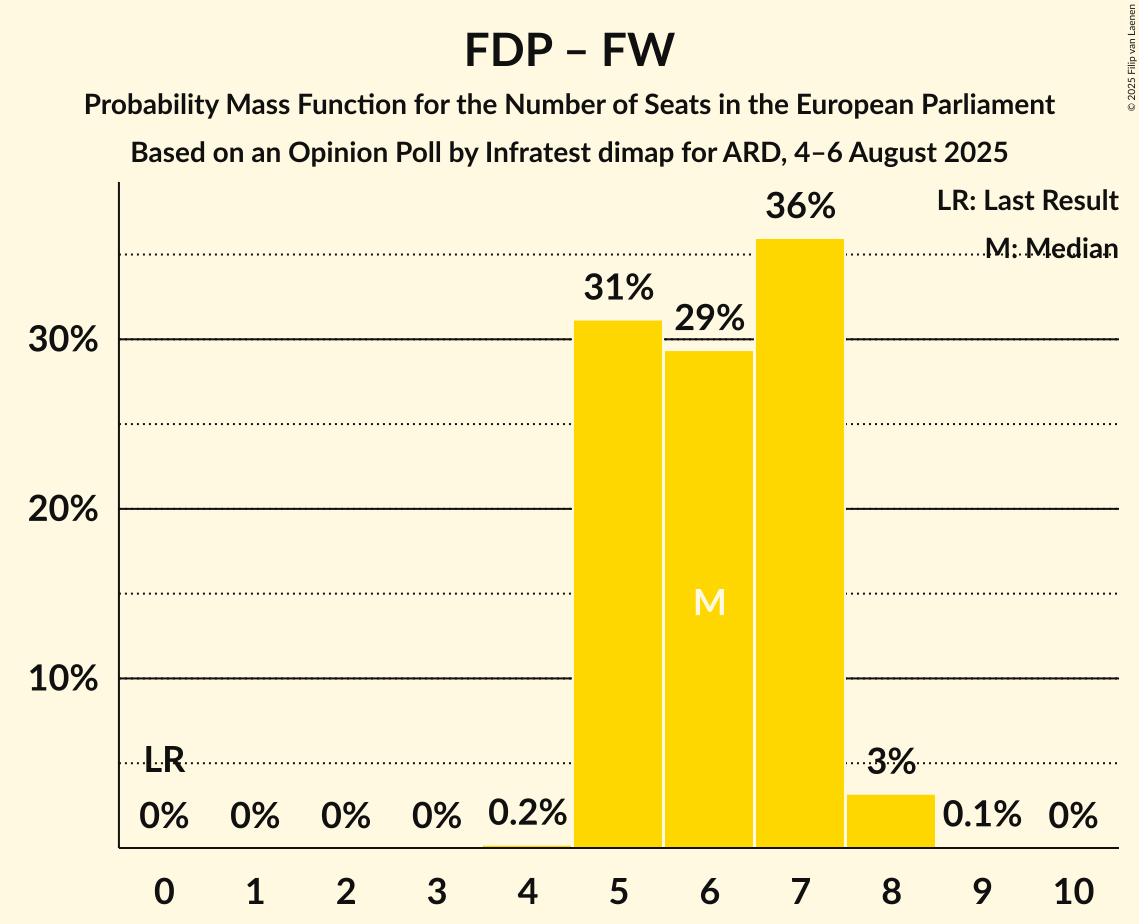 FDP – FW
Probability Mass Function for the Number of Seats in the European Parliament
Based on an Opinion Poll by Infratest dimap for ARD, 4–6 August 2025
© 2025 Filip van Laenen
LR: Last Result
M: Median
36%
31%
29%
30%
20%
M
10%
LR
3%
0% 0% 0% 0% 0.2% 0.1% 0%
0 1 2 3 4 5 6 7 8 9 10